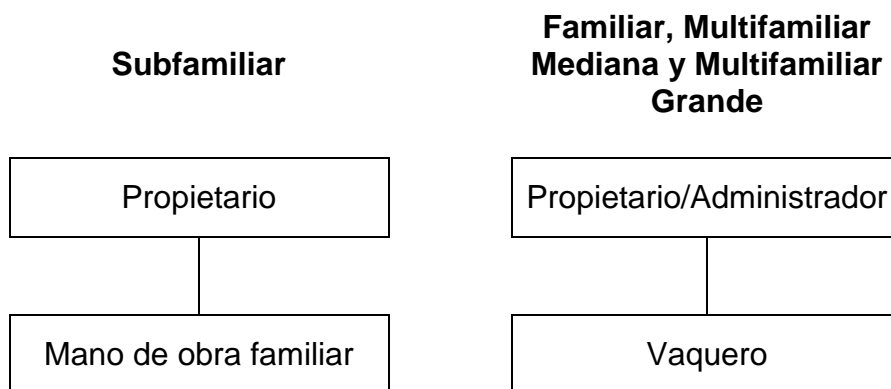 Subfamiliar
Familiar, Multifamiliar
Mediana y Multifamiliar
Grande
Propietario
Propietario/Administrador
Mano de obra familiar
Vaquero